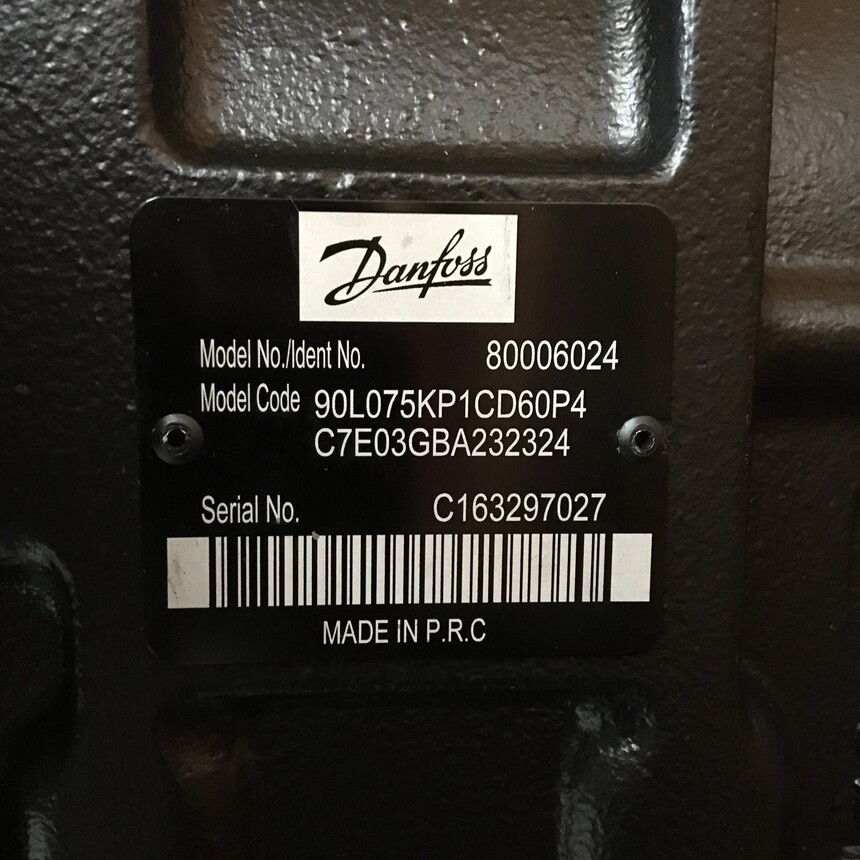 Danfoss
Model No./Ident No. 80006024
Model Code 90L075KP1CD60P4
C7E03GBA232324
Serial No. C163297027
MADE IN P.R.C